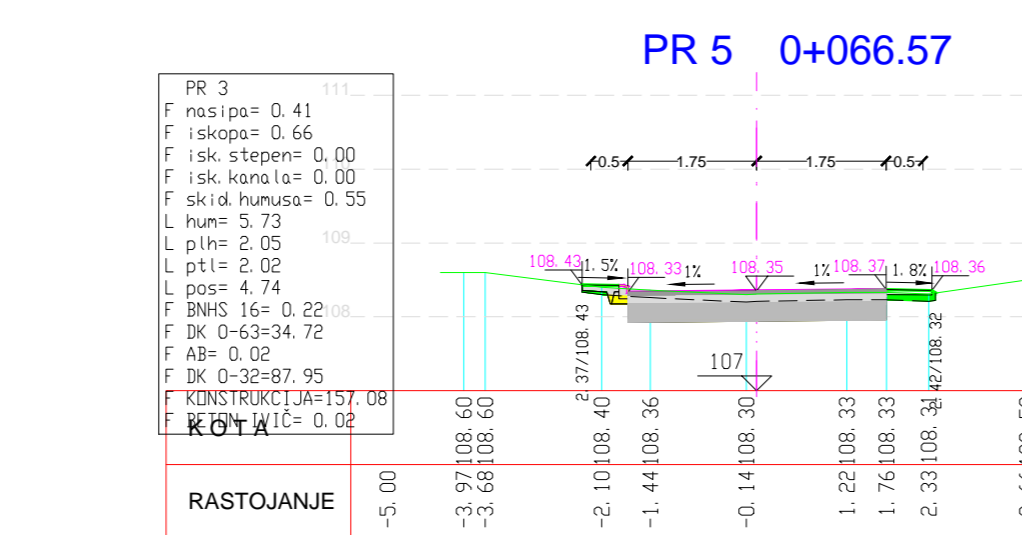 PR 5 0+066.57
PR 3
F nasipa= 0.41
F iskopa= 0.66
F isk.stepen= 0.00
F isk.kanala= 0.00
F skid.humusa= 0.55
L hum= 5.73
L plh= 2.05
L ptl= 2.02
L pos= 4.74
F BNHS 16= 0.22
F DK 0-63=34.72
F AB= 0.02
F DK 0-32=87.95
F KONSTRUKCIJA=157.08
F BETON IVIČ= 0.02
111
110
109
108
0.5 1.75 1.75 0.5
108.43 1.5% 108.33 1% 108.35 1% 108.37 1.8% 108.36
2.37/108.43
2.42/108.32
107
KOTA
108.60 108.60 108.40 108.36 108.30 108.33 108.33 108.31
RASTOJANJE
-5.00 -3.97 -3.68 -2.10 -1.44 -0.14 1.22 1.76 2.33